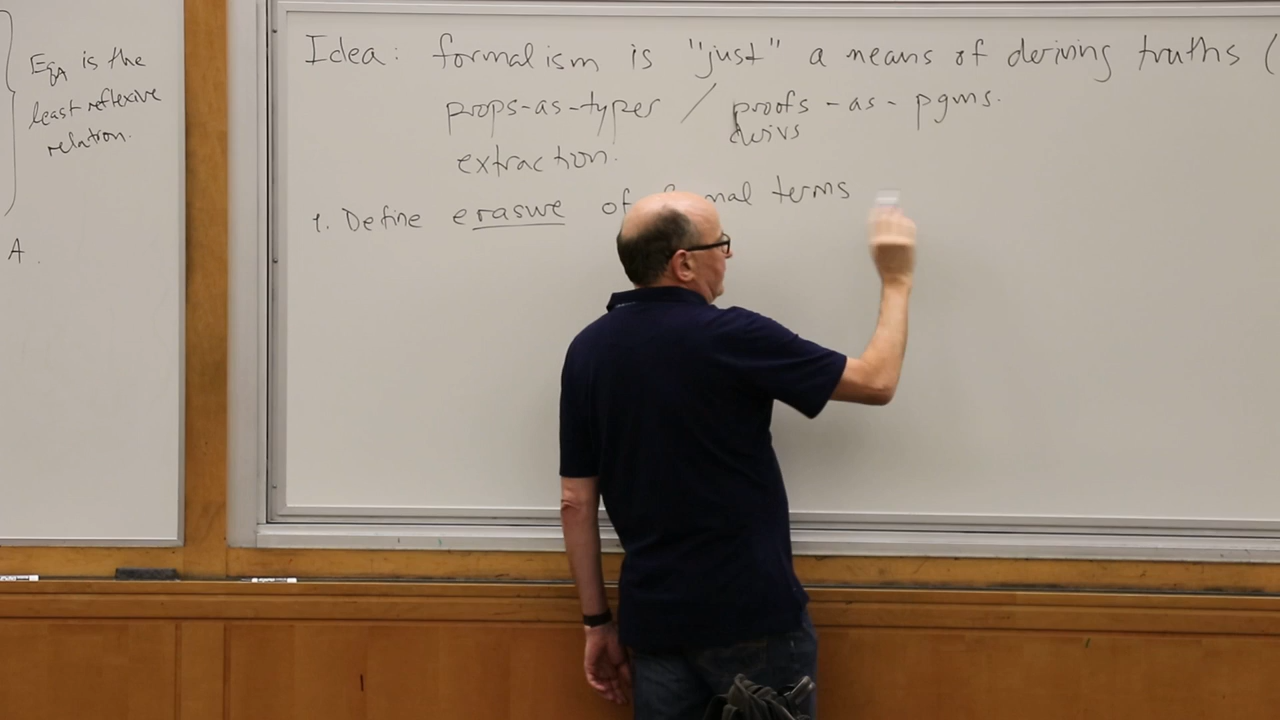 Eq_A is the
least reflexive
relation.
A.
Idea: formalism is "just" a means of deriving truths (
props-as-types / proofs-as-pgms.
derivs
extraction.
1. Define erasure of terms